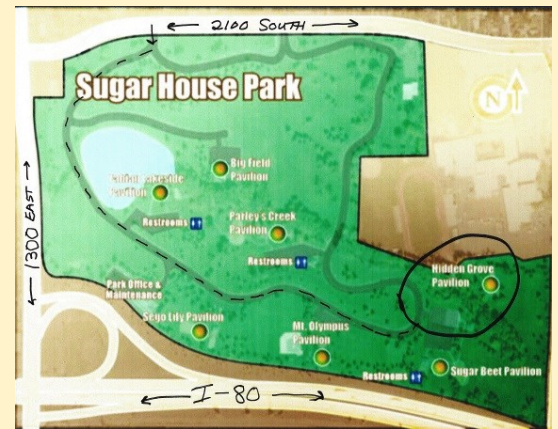 2100 SOUTH
Sugar House Park
N
Big Field
Pavilion
Lakeside
Pavilion
Restrooms
Parley's Creek
Pavilion
Restrooms
1300 EAST
Hidden Grove
Pavilion
Park Office &
Maintenance
Sego Lily Pavilion
Mt. Olympus
Pavilion
Restrooms
Sugar Beet Pavilion
I-80